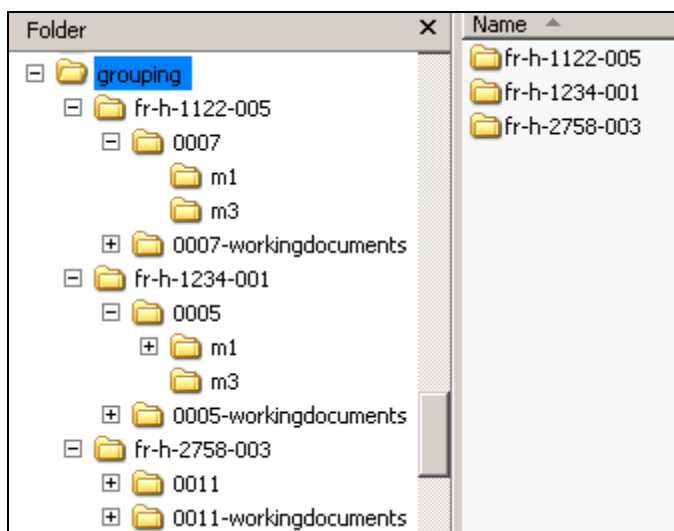 Folder
grouping
fr-h-1122-005
0007
m1
m3
0007-workingdocuments
fr-h-1234-001
0005
m1
m3
0005-workingdocuments
fr-h-2758-003
0011
0011-workingdocuments
Name
fr-h-1122-005
fr-h-1234-001
fr-h-2758-003